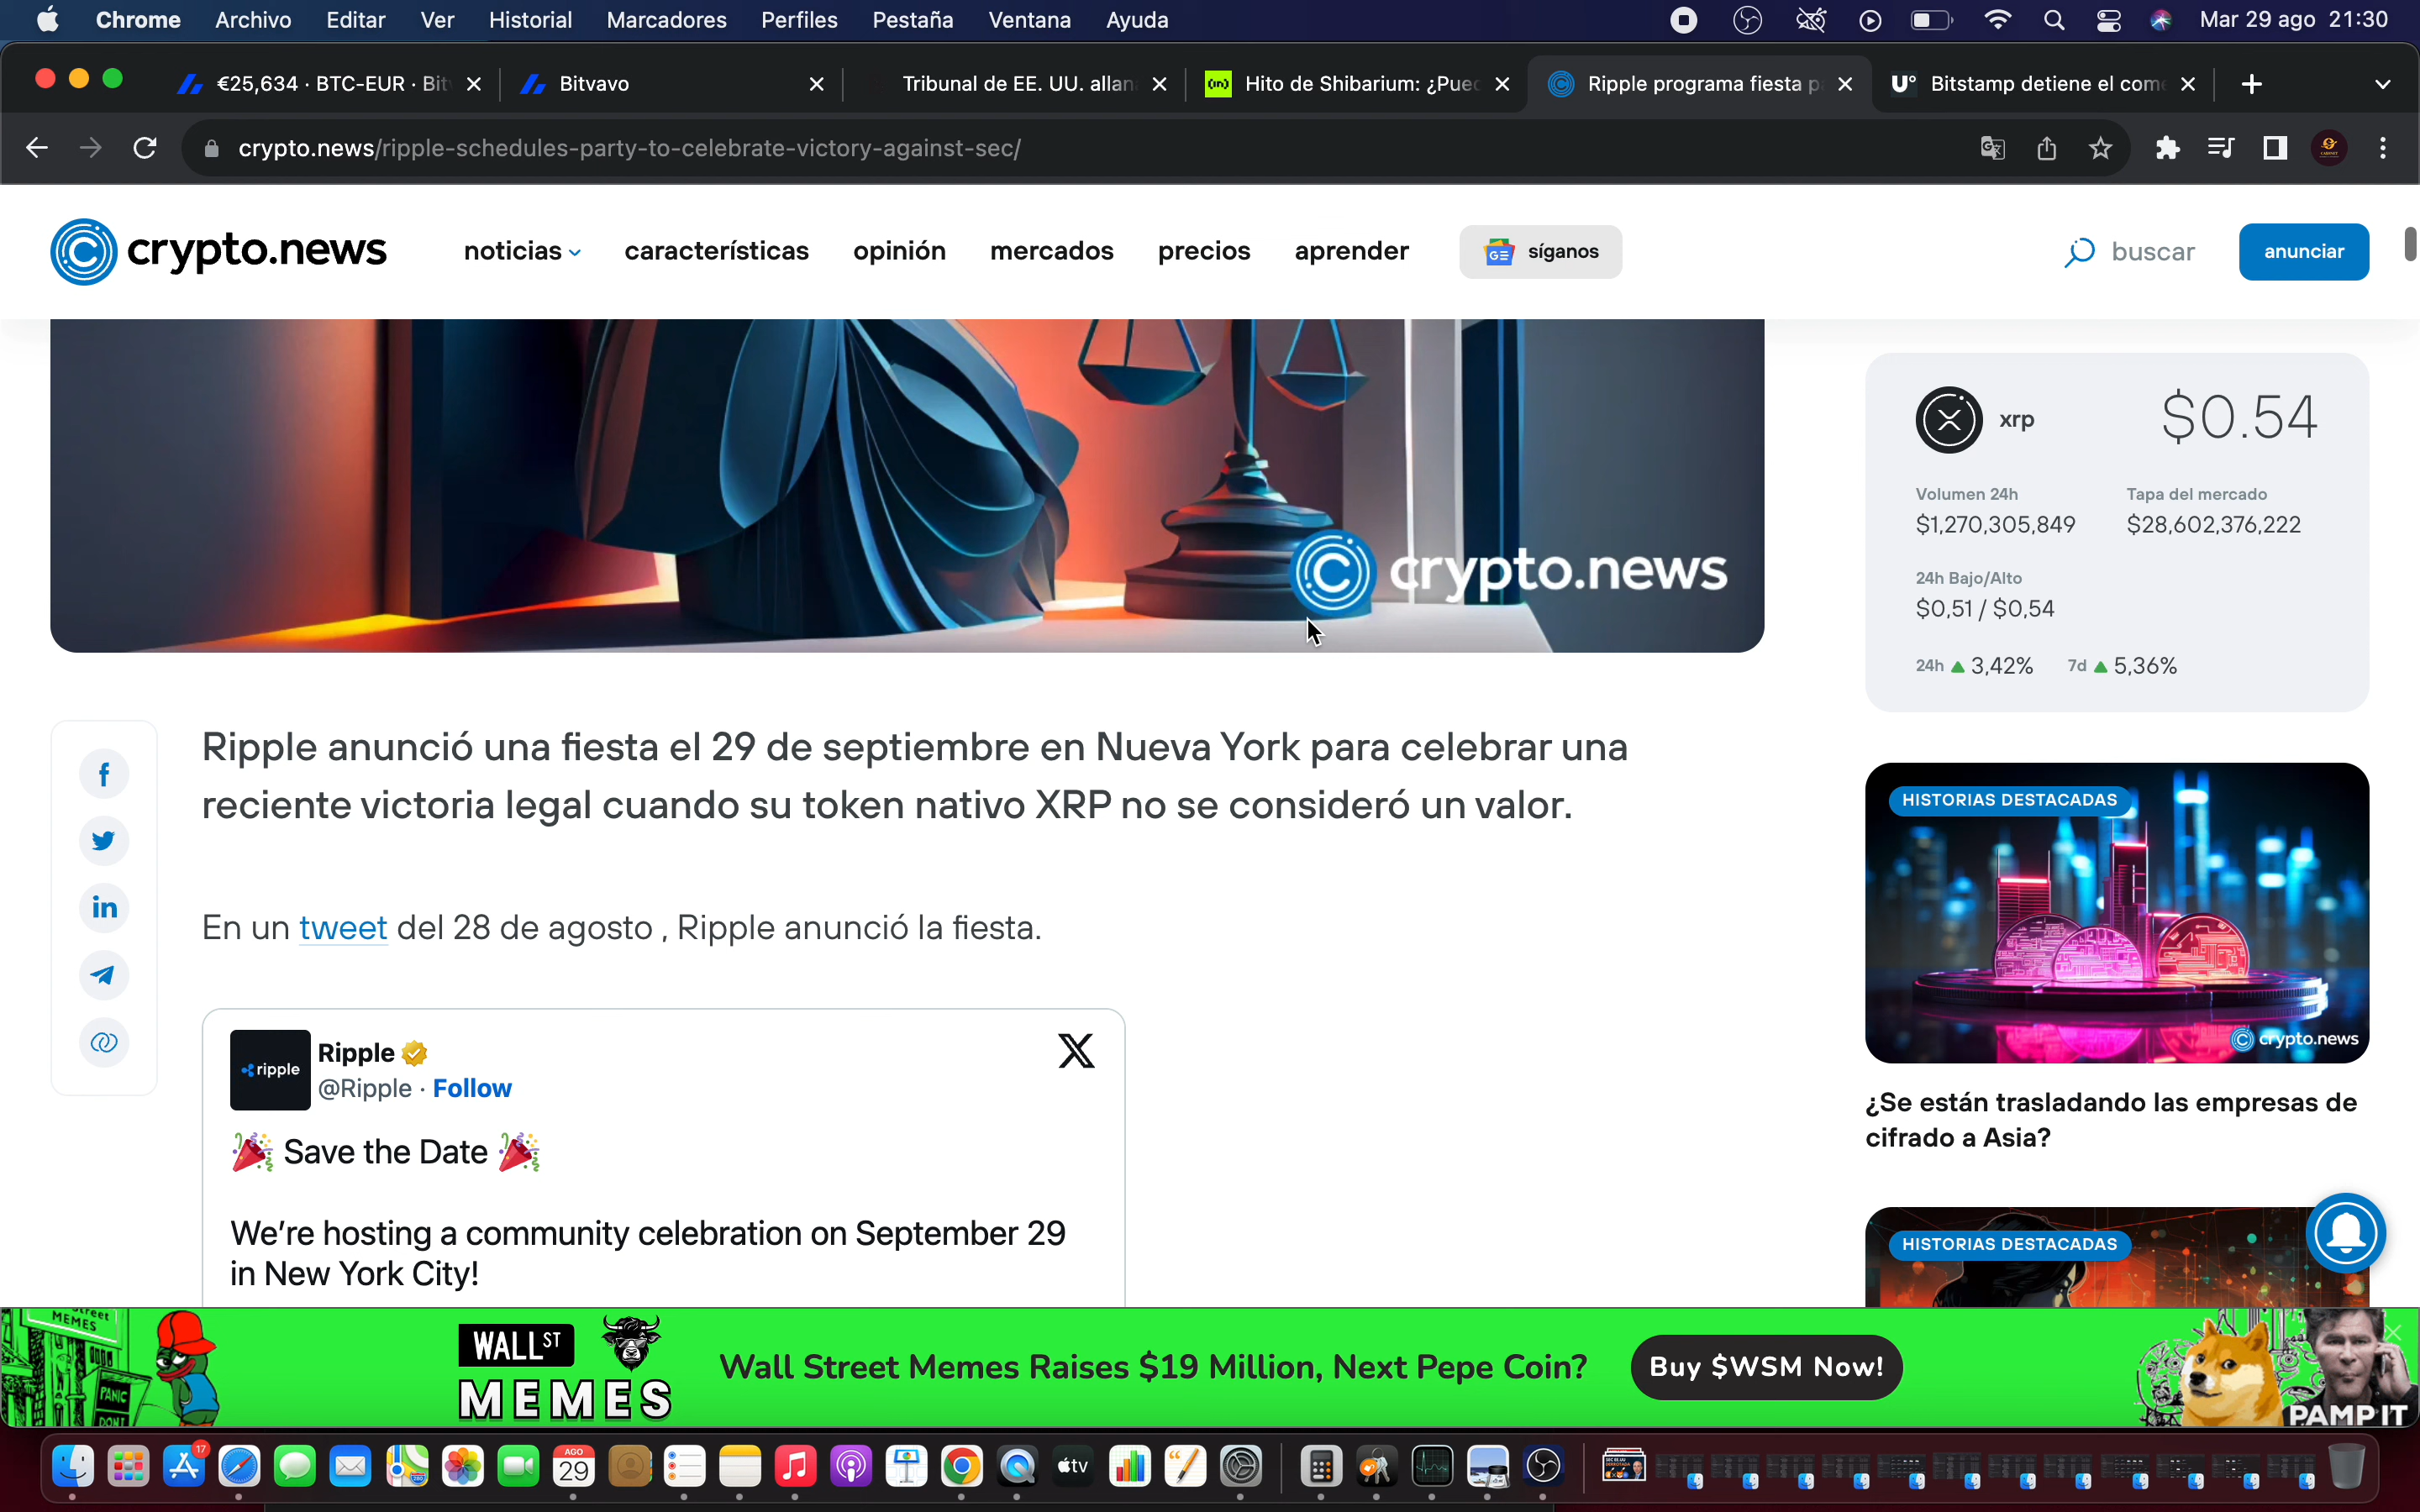 Chrome Archivo Editar Ver Historial Marcadores Perfiles Pestaña Ventana Ayuda Mar 29 ago 21:30
€25,634 · BTC-EUR · Bit Bitvavo Tribunal de EE. UU. allan Hito de Shibarium: ¿Pue Ripple programa fiesta p Bitstamp detiene el com
crypto.news/ripple-schedules-party-to-celebrate-victory-against-sec/
crypto.news noticias características opinión mercados precios aprender síganos buscar anunciar
crypto.news
xrp $0.54
Volumen 24h Tapa del mercado
$1,270,305,849 $28,602,376,222
24h Bajo/Alto
$0,51 / $0,54
24h 3,42% 7d 5,36%
Ripple anunció una fiesta el 29 de septiembre en Nueva York para celebrar una
reciente victoria legal cuando su token nativo XRP no se consideró un valor.
En un tweet del 28 de agosto , Ripple anunció la fiesta.
ripple
Ripple
@Ripple · Follow
🎉 Save the Date 🎉
We're hosting a community celebration on September 29
in New York City!
HISTORIAS DESTACADAS
crypto.news
¿Se están trasladando las empresas de
cifrado a Asia?
HISTORIAS DESTACADAS
Street
MEMES
PANIC
DON'T
WALL ST
MEMES
Wall Street Memes Raises $19 Million, Next Pepe Coin?
Buy $WSM Now!
PAMP IT
17
AGO
29
tv